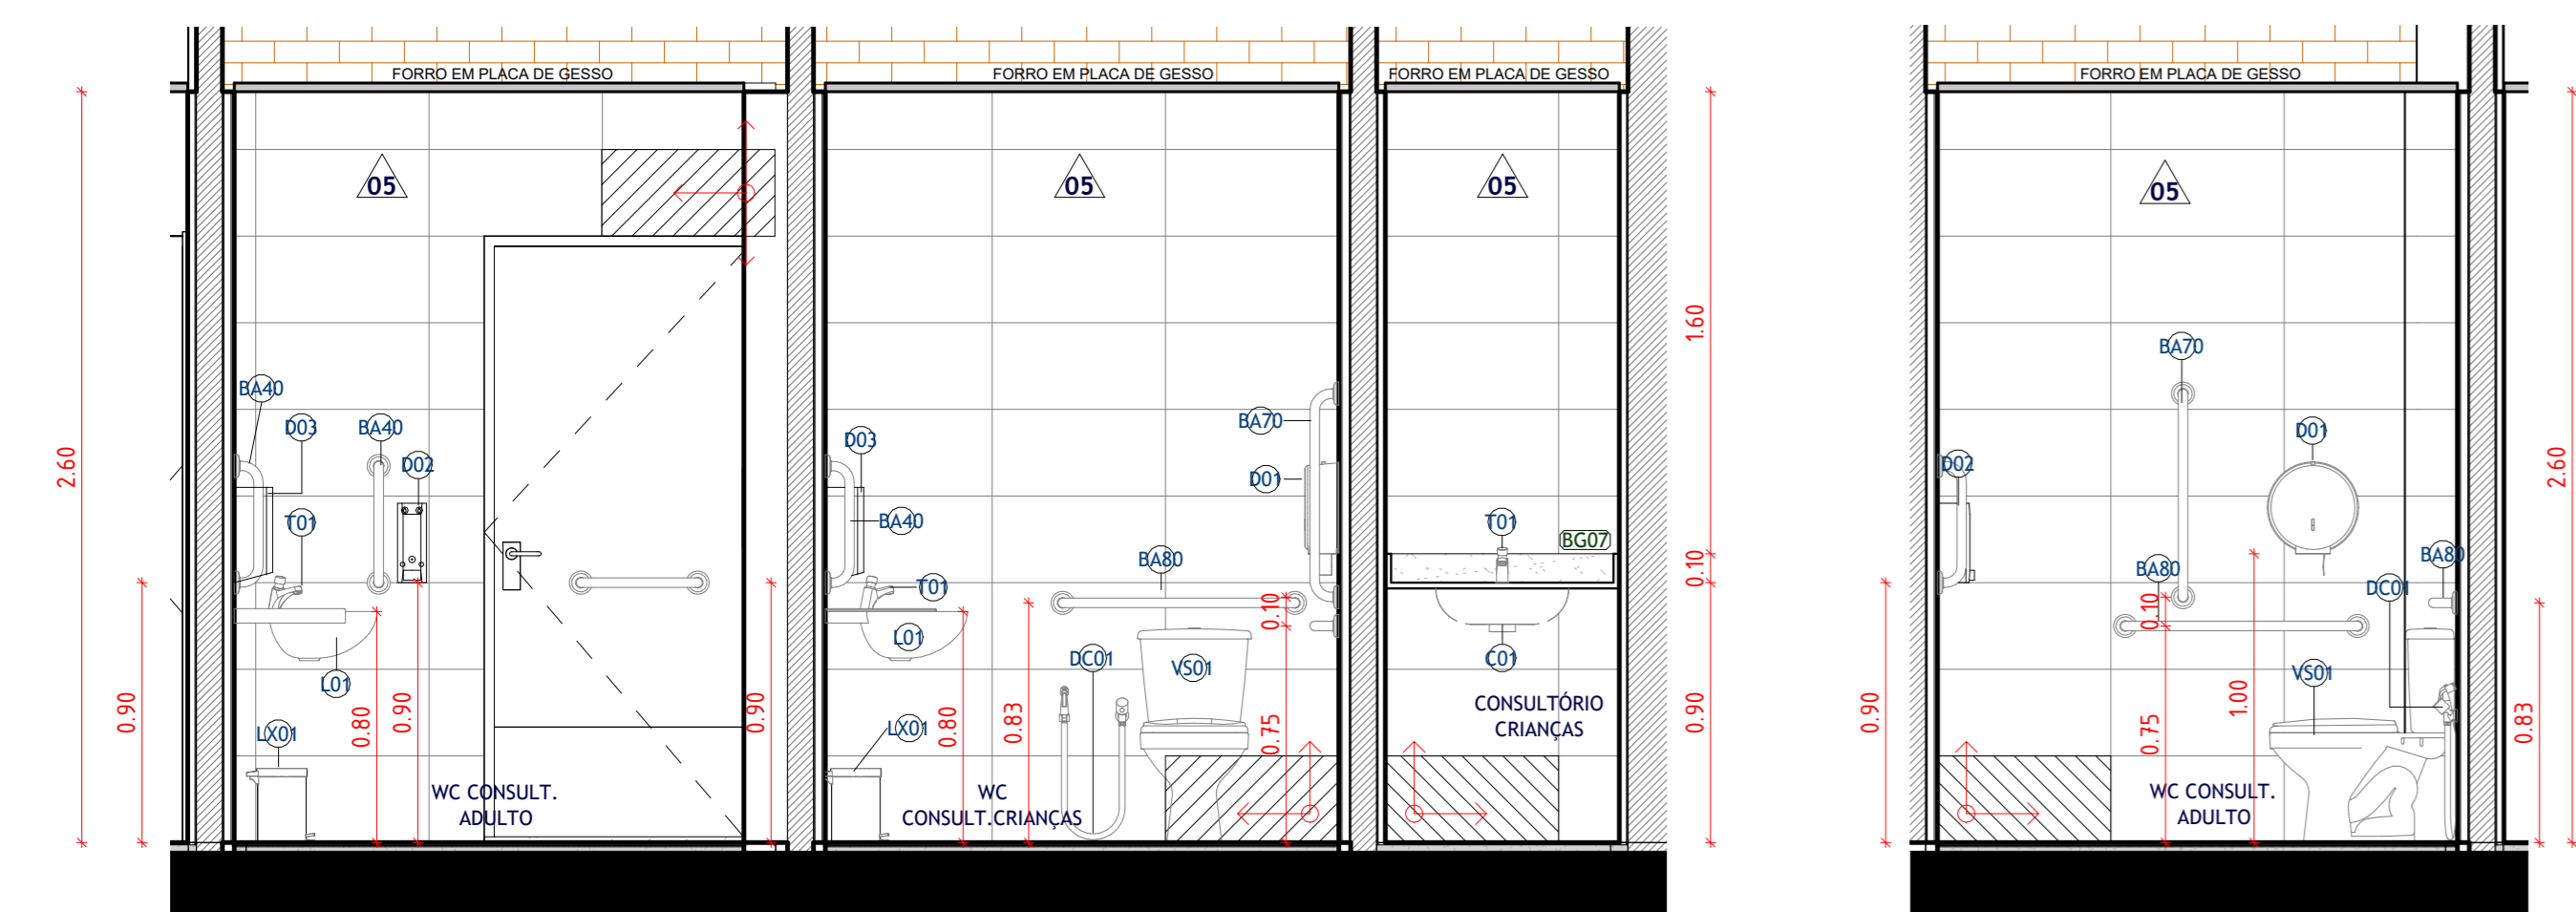 FORRO EM PLACA DE GESSO
FORRO EM PLACA DE GESSO
FORRO EM PLACA DE GESSO
FORRO EM PLACA DE GESSO
05
05
05
05
2.60
0.90
BA40
D03
BA40
D02
T01
L01
LX01
0.80
0.90
0.90
WC CONSULT.
ADULTO
D03
BA40
T01
L01
LX01
BA70
D01
BA80
DC01
VS01
0.80
0.83
0.10
0.75
WC
CONSULT.CRIANÇAS
T01
BG07
C01
CONSULTÓRIO
CRIANÇAS
1.60
0.10
0.90
0.90
D02
BA70
D01
BA80
BA80
DC01
VS01
0.10
0.75
1.00
WC CONSULT.
ADULTO
0.83
2.60